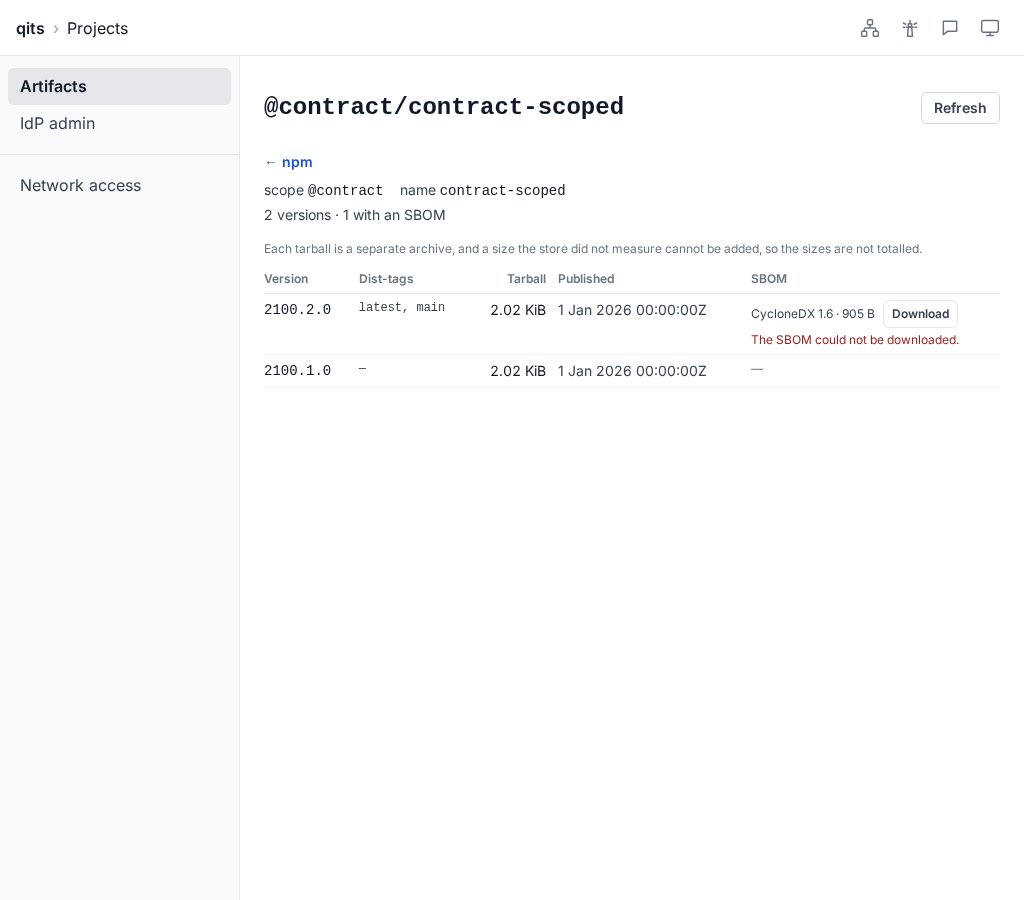 qits › Projects
Artifacts
IdP admin
Network access
@contract/contract-scoped
Refresh
← npm
scope @contract name contract-scoped
2 versions · 1 with an SBOM
Each tarball is a separate archive, and a size the store did not measure cannot be added, so the sizes are not totalled.
Version Dist-tags Tarball Published SBOM
2100.2.0 latest, main 2.02 KiB 1 Jan 2026 00:00:00Z CycloneDX 1.6 · 905 B Download
The SBOM could not be downloaded.
2100.1.0 — 2.02 KiB 1 Jan 2026 00:00:00Z —